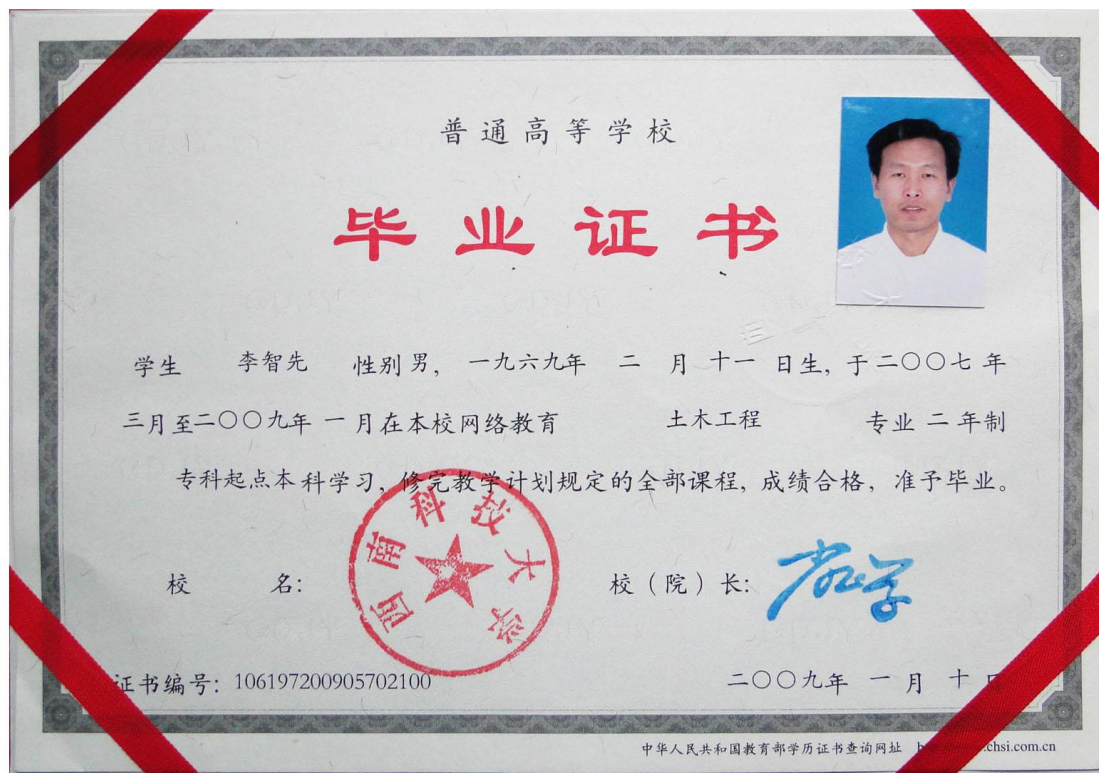 普通高等学校
毕业证书
学生 李智先 性别男，一九六九年 二 月 十一 日生，于二〇〇七 年
三月至二〇〇九年 一 月在本校网络教育 土木工程 专业 二 年制
专科起点本科学习，修完教学计划规定的全部课程，成绩合格，准予毕业。
校 名：
西南科技大学
校（院）长：
证书编号：106197200905702100
二〇〇九年 一 月 十
中华人民共和国教育部学历证书查询网址 chsi.com.cn